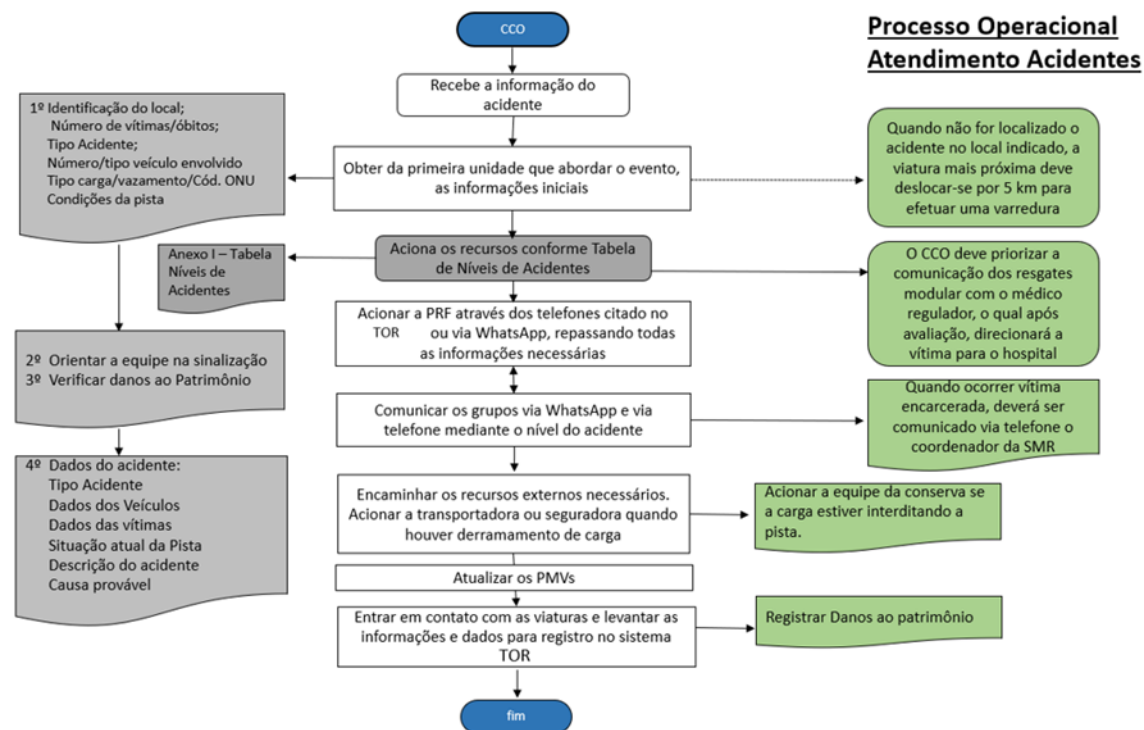 Processo Operacional
Atendimento Acidentes
CCO
Recebe a informação do
acidente
Obter da primeira unidade que abordar o evento,
as informações iniciais
1º Identificação do local;
Número de vítimas/óbitos;
Tipo Acidente;
Número/tipo veículo envolvido
Tipo carga/vazamento/Cód. ONU
Condições da pista
Quando não for localizado o
acidente no local indicado, a
viatura mais próxima deve
deslocar-se por 5 km para
efetuar uma varredura
Aciona os recursos conforme Tabela
de Níveis de Acidentes
Anexo I – Tabela
Níveis de
Acidentes
O CCO deve priorizar a
comunicação dos resgates
modular com o médico
regulador, o qual após
avaliação, direcionará a
vítima para o hospital
Acionar a PRF através dos telefones citado no
TOR ou via WhatsApp, repassando todas
as informações necessárias
2º Orientar a equipe na sinalização
3º Verificar danos ao Patrimônio
Comunicar os grupos via WhatsApp e via
telefone mediante o nível do acidente
Quando ocorrer vítima
encarcerada, deverá ser
comunicado via telefone o
coordenador da SMR
4º Dados do acidente:
Tipo Acidente
Dados dos Veículos
Dados das vítimas
Situação atual da Pista
Descrição do acidente
Causa provável
Encaminhar os recursos externos necessários.
Acionar a transportadora ou seguradora quando
houver derramamento de carga
Acionar a equipe da conserva se
a carga estiver interditando a
pista.
Atualizar os PMVs
Entrar em contato com as viaturas e levantar as
informações e dados para registro no sistema
TOR
Registrar Danos ao patrimônio
fim